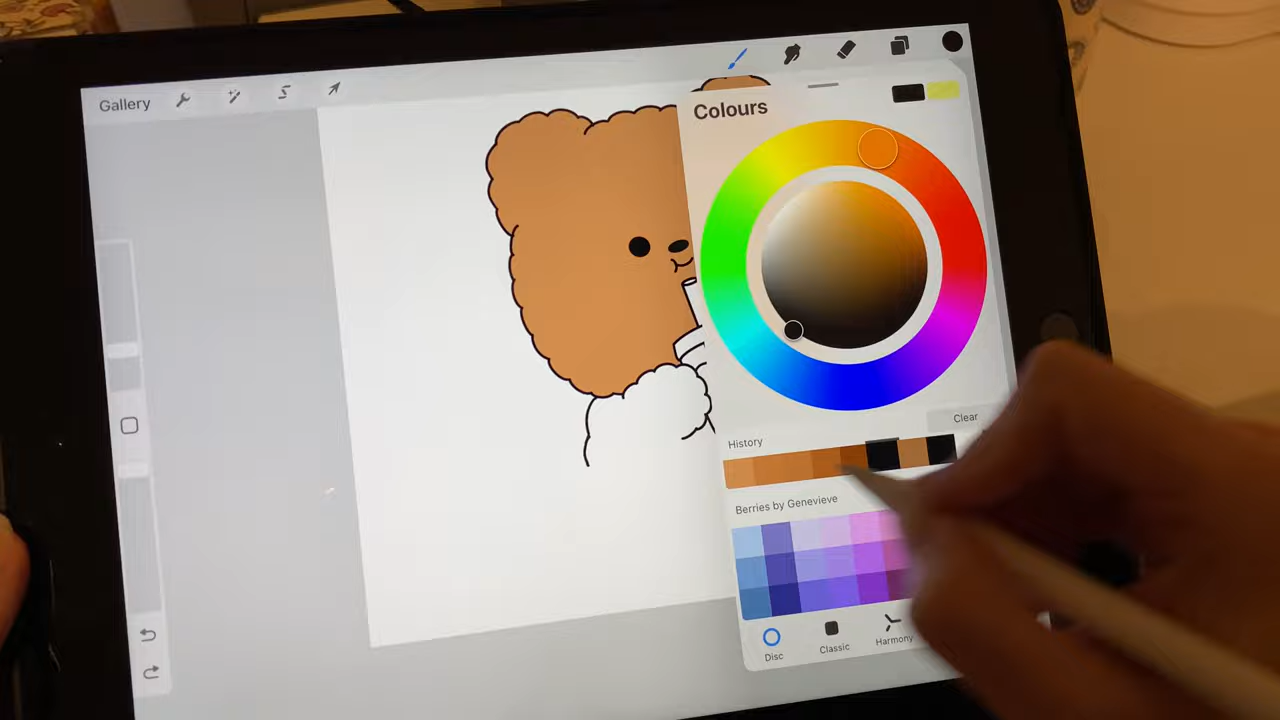 Gallery
Colours
Clear
History
Berries by Genevieve
Disc
Classic
Harmony